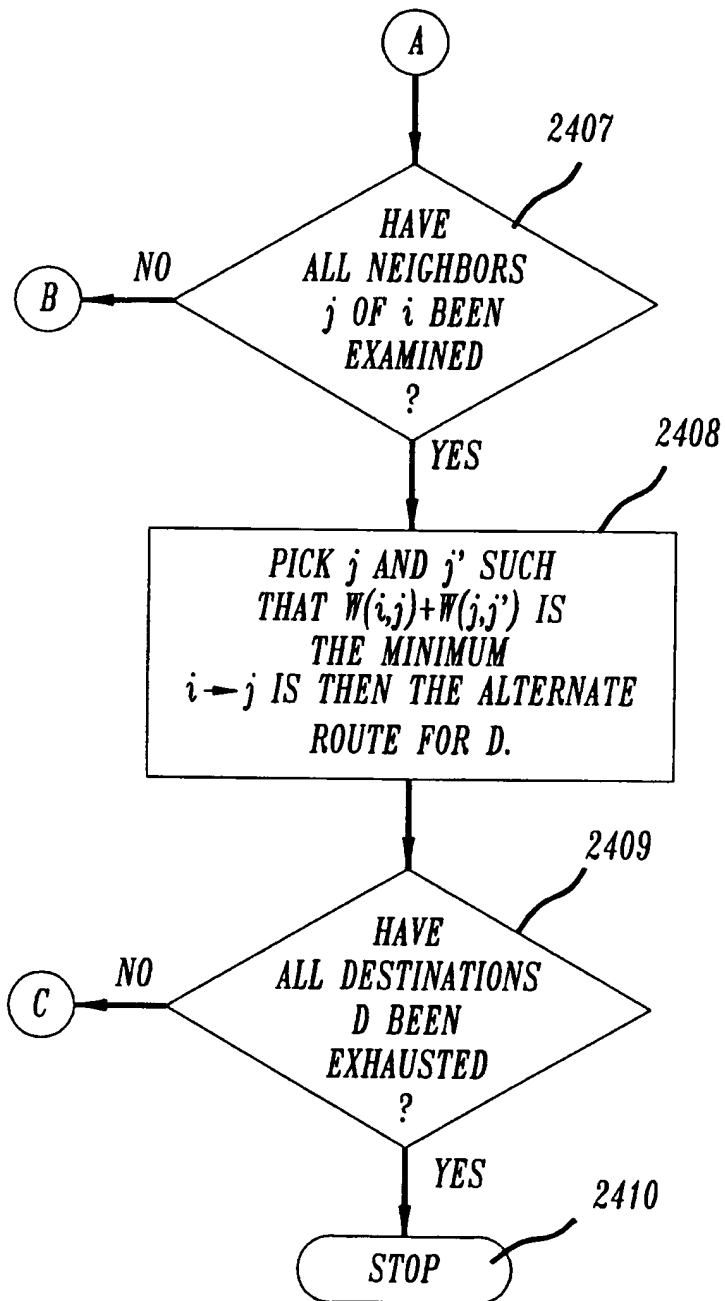 A
2407
HAVE
ALL NEIGHBORS
j OF i BEEN
EXAMINED
?
NO
B
YES
2408
PICK j AND j' SUCH
THAT W(i,j)+W(j,j') IS
THE MINIMUM
i→j IS THEN THE ALTERNATE
ROUTE FOR D.
2409
HAVE
ALL DESTINATIONS
D BEEN
EXHAUSTED
?
NO
C
YES
2410
STOP